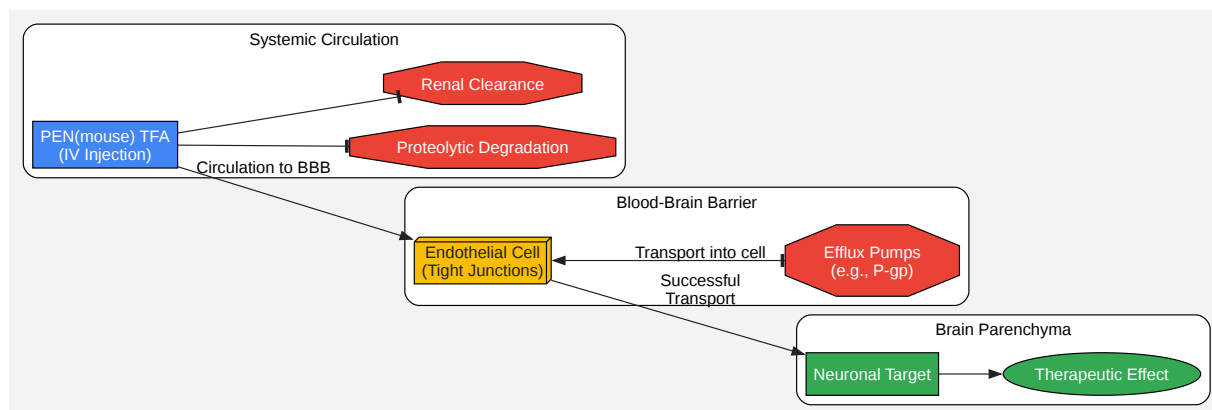 Systemic Circulation
Renal Clearance
PEN(mouse) TFA
(IV Injection)
Proteolytic Degradation
Circulation to BBB
Blood-Brain Barrier
Endothelial Cell
(Tight Junctions)
Transport into cell
Efflux Pumps
(e.g., P-gp)
Successful
Transport
Brain Parenchyma
Neuronal Target
Therapeutic Effect